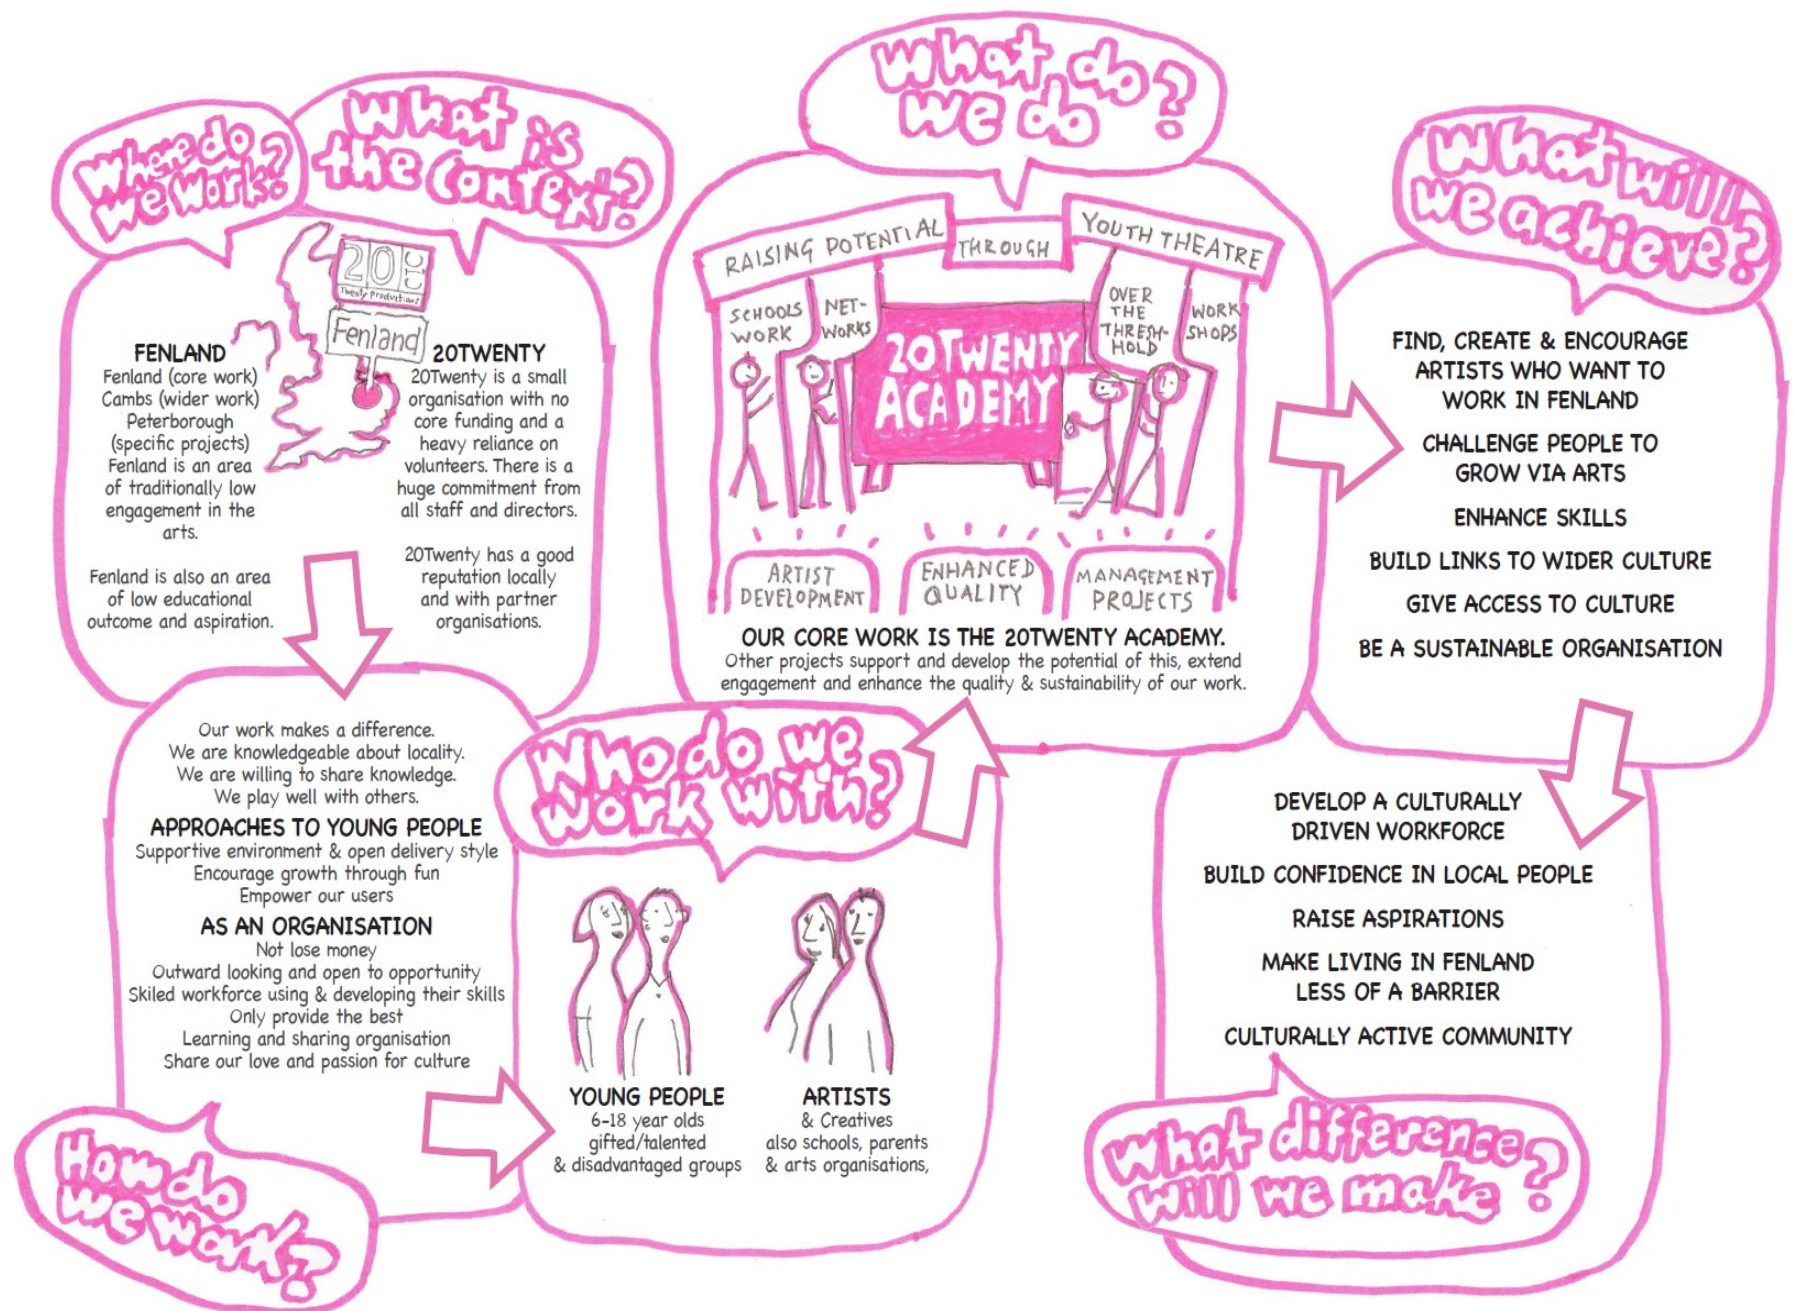 Where do
we work?
What is
the context?
20 CIC
Twenty Productions
Fenland
FENLAND
Fenland (core work)
Cambs (wider work)
Peterborough
(specific projects)
Fenland is an area
of traditionally low
engagement in the
arts.
Fenland is also an area
of low educational
outcome and aspiration.
20TWENTY
20Twenty is a small
organisation with no
core funding and a
heavy reliance on
volunteers. There is a
huge commitment from
all staff and directors.
20Twenty has a good
reputation locally
and with partner
organisations.
How do
we work?
Our work makes a difference.
We are knowledgeable about locality.
We are willing to share knowledge.
We play well with others.
APPROACHES TO YOUNG PEOPLE
Supportive environment & open delivery style
Encourage growth through fun
Empower our users
AS AN ORGANISATION
Not lose money
Outward looking and open to opportunity
Skiled workforce using & developing their skills
Only provide the best
Learning and sharing organisation
Share our love and passion for culture
Who do we
work with?
YOUNG PEOPLE
6-18 year olds
gifted/talented
& disadvantaged groups
ARTISTS
& Creatives
also schools, parents
& arts organisations,
What do
we do?
RAISING POTENTIAL
THROUGH
YOUTH THEATRE
SCHOOLS
WORK
NET-
WORKS
20TWENTY
ACADEMY
OVER
THE
THRESH-
HOLD
WORK
SHOPS
ARTIST
DEVELOPMENT
ENHANCED
QUALITY
MANAGEMENT
PROJECTS
OUR CORE WORK IS THE 20TWENTY ACADEMY.
Other projects support and develop the potential of this, extend
engagement and enhance the quality & sustainability of our work.
What will
we achieve?
FIND, CREATE & ENCOURAGE
ARTISTS WHO WANT TO
WORK IN FENLAND
CHALLENGE PEOPLE TO
GROW VIA ARTS
ENHANCE SKILLS
BUILD LINKS TO WIDER CULTURE
GIVE ACCESS TO CULTURE
BE A SUSTAINABLE ORGANISATION
DEVELOP A CULTURALLY
DRIVEN WORKFORCE
BUILD CONFIDENCE IN LOCAL PEOPLE
RAISE ASPIRATIONS
MAKE LIVING IN FENLAND
LESS OF A BARRIER
CULTURALLY ACTIVE COMMUNITY
What difference
will we make?